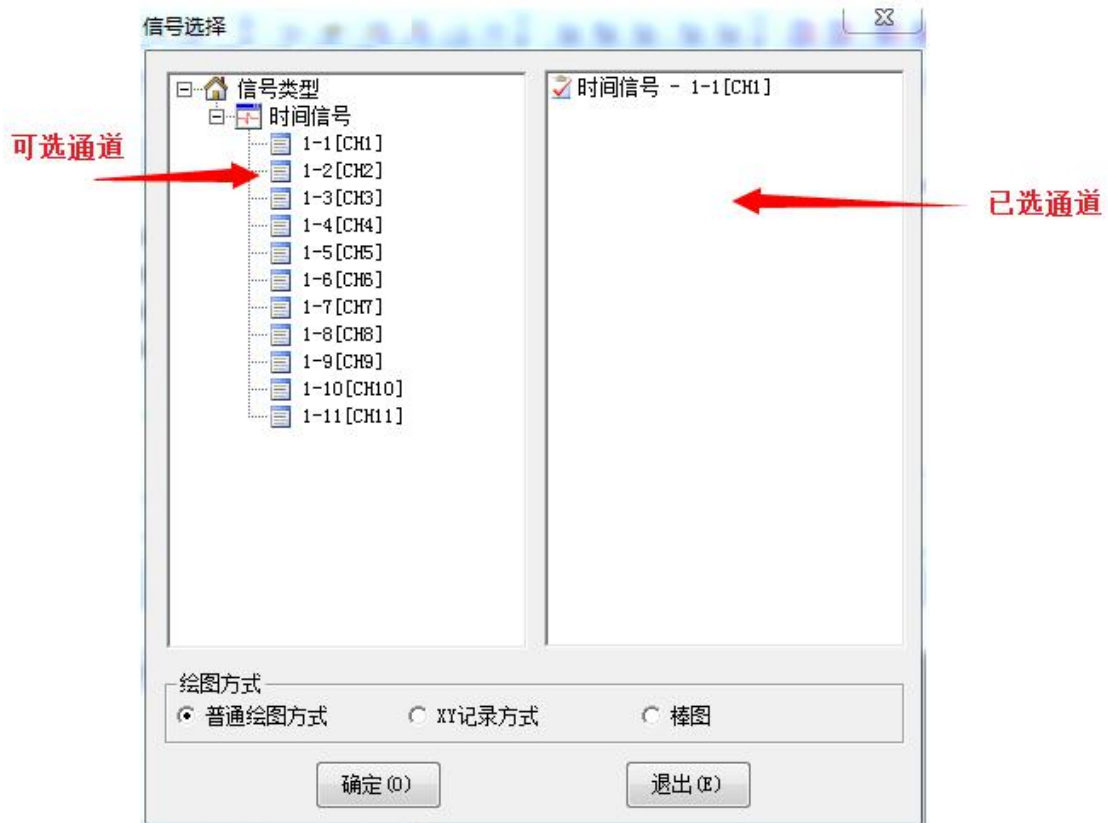 信号选择
信号类型
时间信号
1-1[CH1]
1-2[CH2]
1-3[CH3]
1-4[CH4]
1-5[CH5]
1-6[CH6]
1-7[CH7]
1-8[CH8]
1-9[CH9]
1-10[CH10]
1-11[CH11]
可选通道
时间信号 - 1-1[CH1]
已选通道
绘图方式
普通绘图方式 XY记录方式 棒图
确定(O) 退出(E)